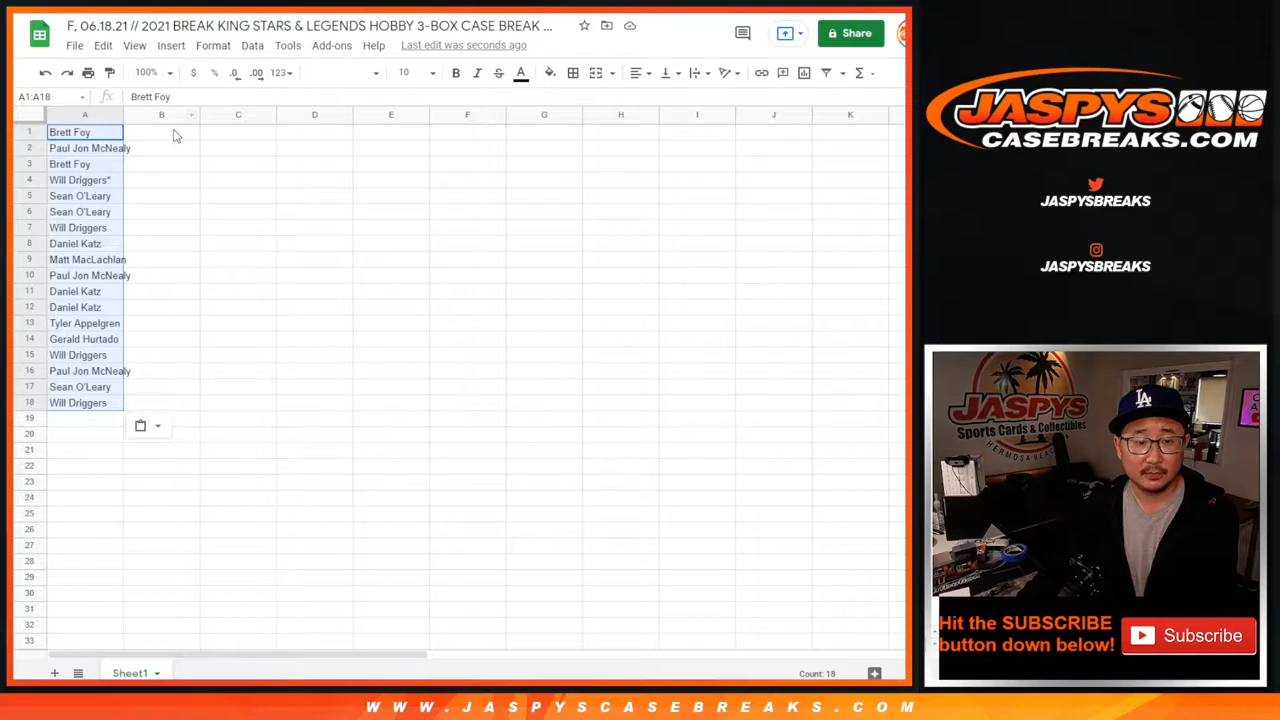 F, 06.18.21 // 2021 BREAK KING STARS & LEGENDS HOBBY 3-BOX CASE BREAK ...
File Edit View Insert Format Data Tools Add-ons Help Last edit was seconds ago
Share
100% $ % .0 .00 123 10 B I S A
A1:A18 fx Brett Foy
A B C D E F G H I J K
1 Brett Foy
2 Paul Jon McNealy
3 Brett Foy
4 Will Driggers*
5 Sean O'Leary
6 Sean O'Leary
7 Will Driggers
8 Daniel Katz
9 Matt MacLachlan
10 Paul Jon McNealy
11 Daniel Katz
12 Daniel Katz
13 Tyler Appelgren
14 Gerald Hurtado
15 Will Driggers
16 Paul Jon McNealy
17 Sean O'Leary
18 Will Driggers
19
20
21
22
23
24
25
26
27
28
29
30
31
32
33
Sheet1
Count: 18
JASPYS
CASEBREAKS.COM
JASPYSBREAKS
JASPYSBREAKS
JASPYS
Sports Cards & Collectibles
HERMOSA BEACH
Hit the SUBSCRIBE
button down below!
Subscribe
WWW.JASPYSCASEBREAKS.COM